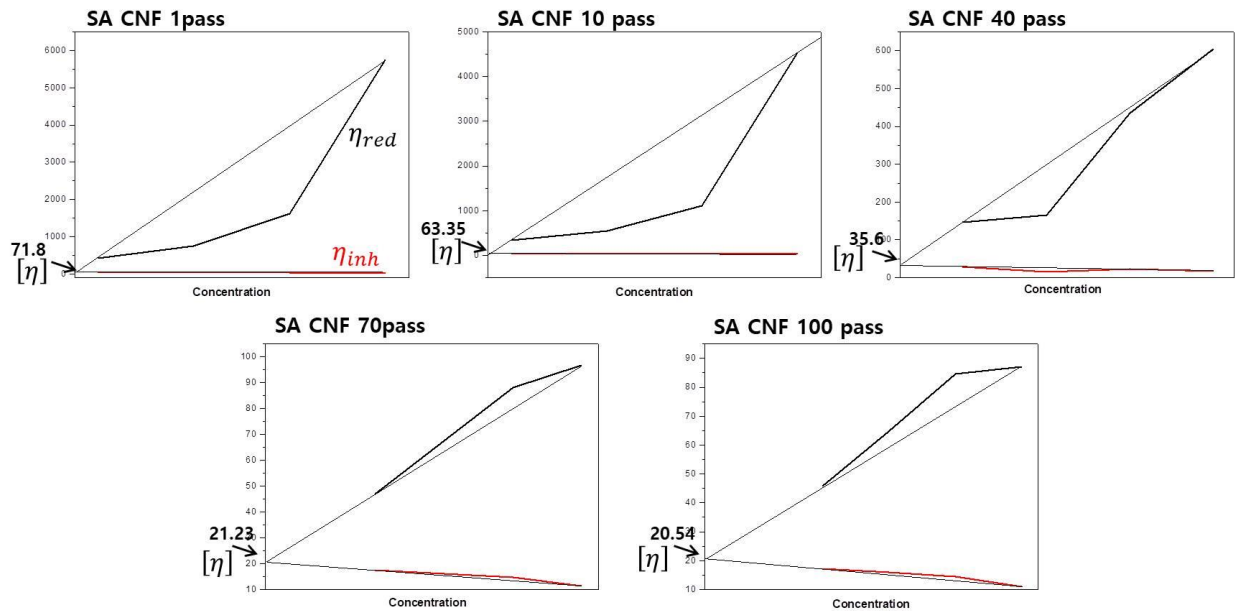 SA CNF 1pass
6000
5000
4000
3000
2000
1000
0
η_red
η_inh
71.8
[η]
Concentration
SA CNF 10 pass
5000
4000
3000
2000
1000
0
63.35
[η]
Concentration
SA CNF 40 pass
600
500
400
300
200
100
0
35.6
[η]
Concentration
SA CNF 70pass
100
90
80
70
60
50
40
30
20
10
21.23
[η]
Concentration
SA CNF 100 pass
90
80
70
60
50
40
30
20
10
20.54
[η]
Concentration